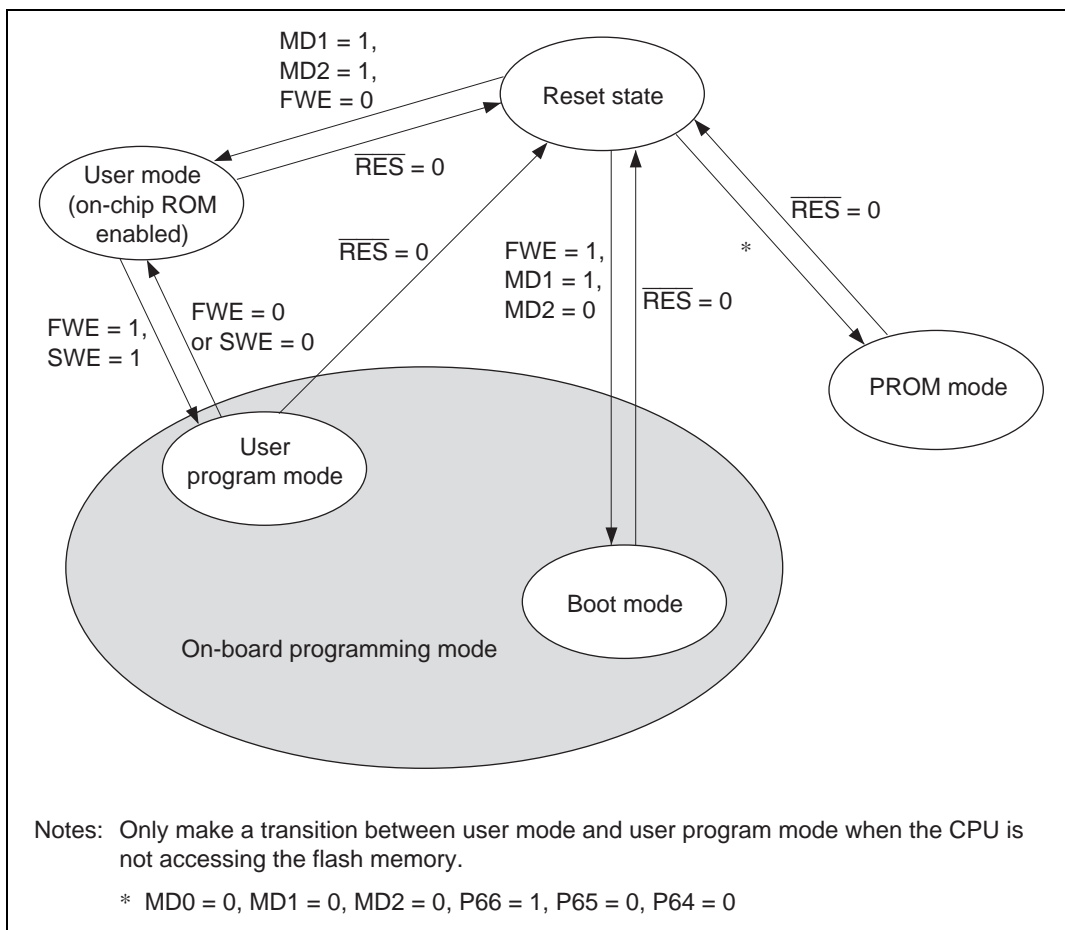 MD1 = 1,
MD2 = 1,
FWE = 0
Reset state
R̅E̅S̅ = 0
User mode
(on-chip ROM
enabled)
R̅E̅S̅ = 0
R̅E̅S̅ = 0
*
FWE = 1,
MD1 = 1,
MD2 = 0
R̅E̅S̅ = 0
FWE = 0
or SWE = 0
FWE = 1,
SWE = 1
PROM mode
User
program mode
Boot mode
On-board programming mode
Notes: Only make a transition between user mode and user program mode when the CPU is
not accessing the flash memory.
* MD0 = 0, MD1 = 0, MD2 = 0, P66 = 1, P65 = 0, P64 = 0